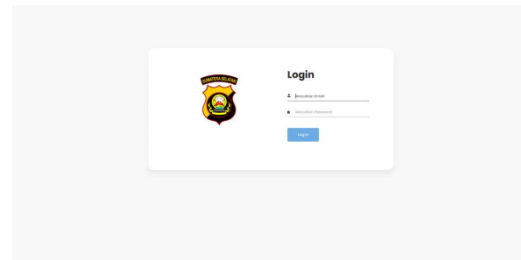 SUMATERA SELATAN
Login
Masukkan Email
Masukkan Password
Log in